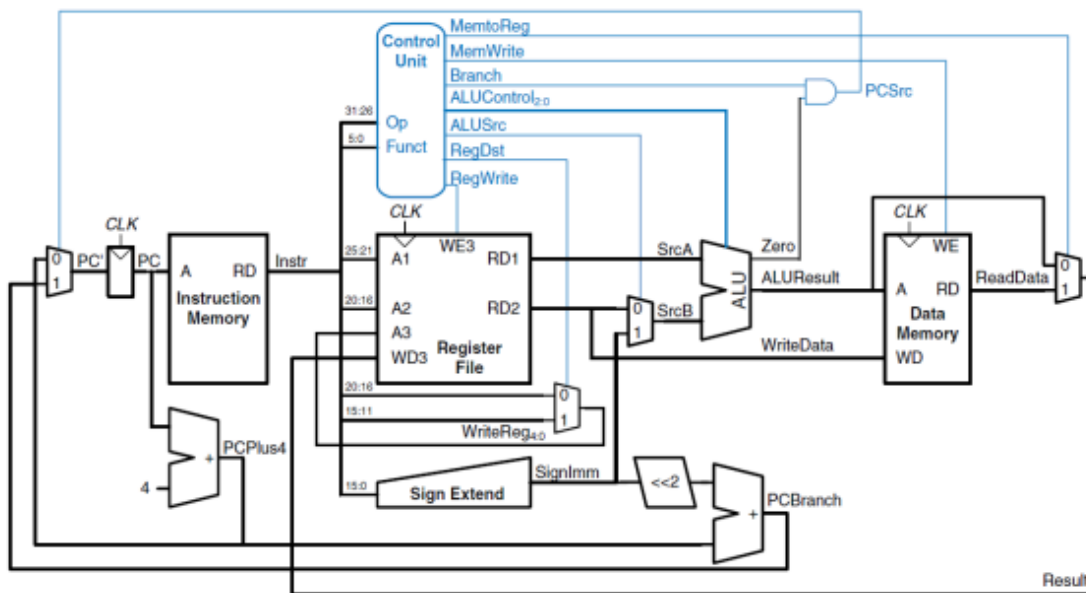 MemtoReg
Control
Unit
MemWrite
Branch
ALUControl2:0
PCSrc
31:26
Op
ALUSrc
5:0
Funct
RegDst
RegWrite
CLK
CLK
CLK
0
1
PC'
PC
A RD
Instruction
Memory
Instr
25:21
A1
WE3
RD1
SrcA
Zero
WE
0
1
20:16
A2
RD2
0
1
SrcB
ALU
ALUResult
A RD
ReadData
Data
Memory
A3
WD3
Register
File
WriteData
WD
20:16
0
15:11
1
WriteReg4:0
PCPlus4
+
4
SignImm
15:0
Sign Extend
<<2
PCBranch
+
Result